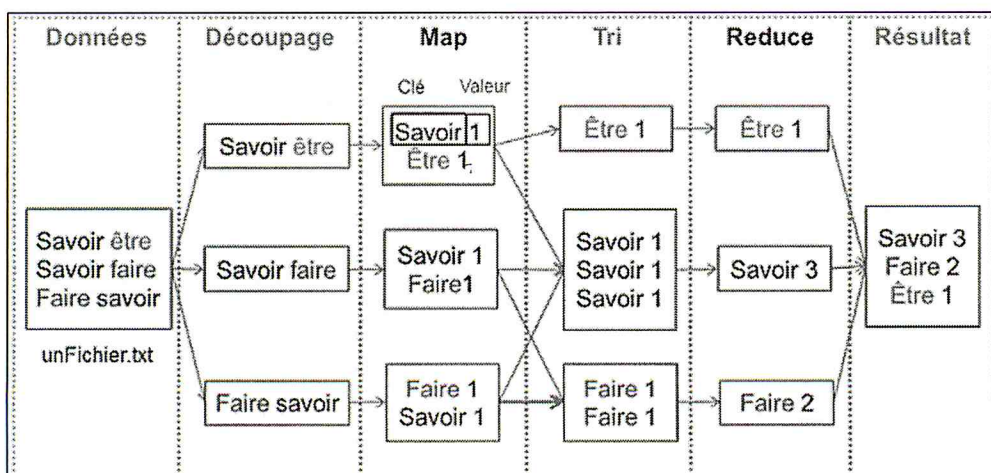 Données
Découpage
Map
Tri
Reduce
Résultat
Clé
Valeur
Savoir être
Savoir faire
Faire savoir
unFichier.txt
Savoir être
Savoir faire
Faire savoir
Savoir 1
Être 1
Savoir 1
Faire1
Faire 1
Savoir 1
Être 1
Savoir 1
Savoir 1
Savoir 1
Faire 1
Faire 1
Être 1
Savoir 3
Faire 2
Savoir 3
Faire 2
Être 1